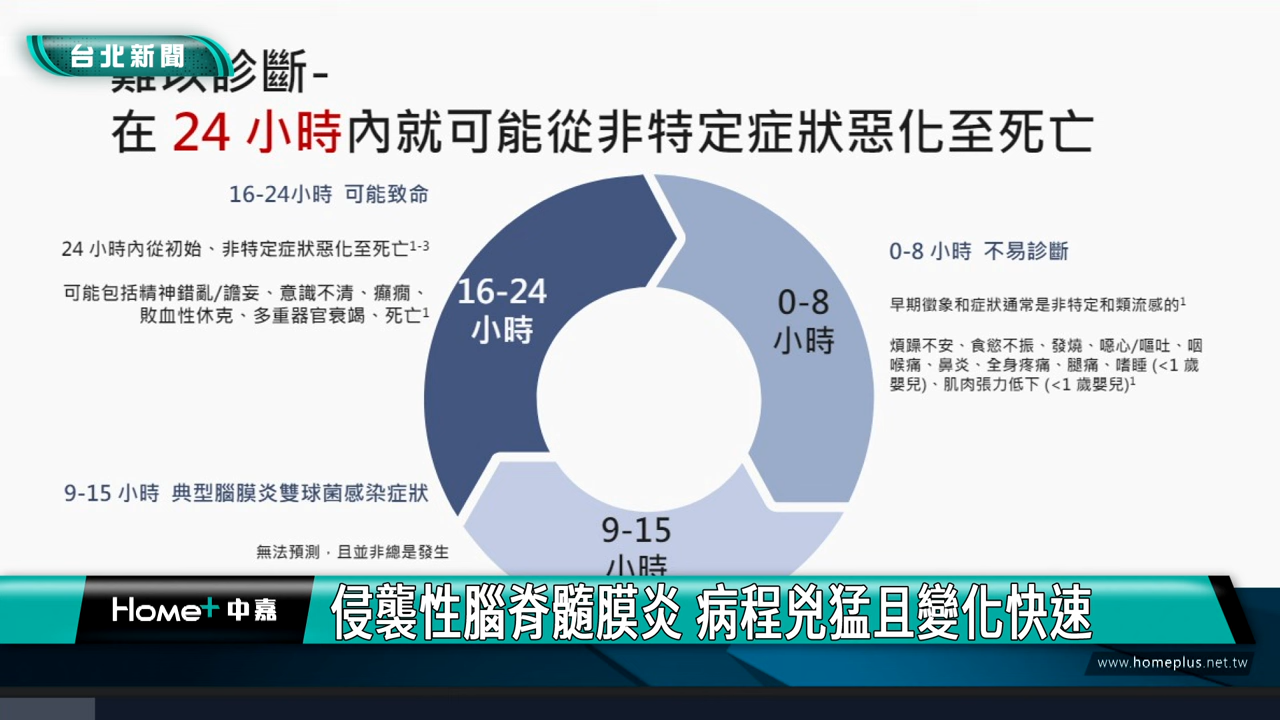 台北新聞
難以診斷-
在 24 小時內就可能從非特定症狀惡化至死亡
16-24小時 可能致命
24 小時內從初始、非特定症狀惡化至死亡1-3
可能包括精神錯亂/譫妄、意識不清、癲癇、
敗血性休克、多重器官衰竭、死亡1
16-24
小時
0-8
小時
0-8 小時 不易診斷
早期徵象和症狀通常是非特定和類流感的1
煩躁不安、食慾不振、發燒、噁心/嘔吐、咽
喉痛、鼻炎、全身疼痛、腿痛、嗜睡 (<1 歲
嬰兒)、肌肉張力低下 (<1 歲嬰兒)1
9-15 小時 典型腦膜炎雙球菌感染症狀
無法預測，且並非總是發生
9-15
小時
Home+ 中嘉
侵襲性腦脊髓膜炎 病程兇猛且變化快速
www.homeplus.net.tw